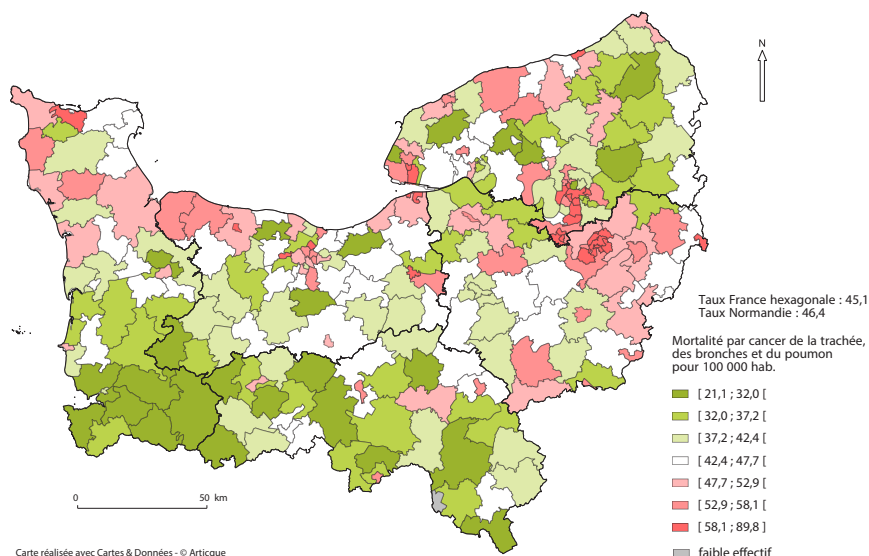 N
Taux France hexagonale : 45,1
Taux Normandie : 46,4
Mortalité par cancer de la trachée,
des bronches et du poumon
pour 100 000 hab.
[ 21,1 ; 32,0 [
[ 32,0 ; 37,2 [
[ 37,2 ; 42,4 [
[ 42,4 ; 47,7 [
[ 47,7 ; 52,9 [
[ 52,9 ; 58,1 [
[ 58,1 ; 89,8 ]
faible effectif
0 50 km
Carte réalisée avec Cartes & Données - © Articque